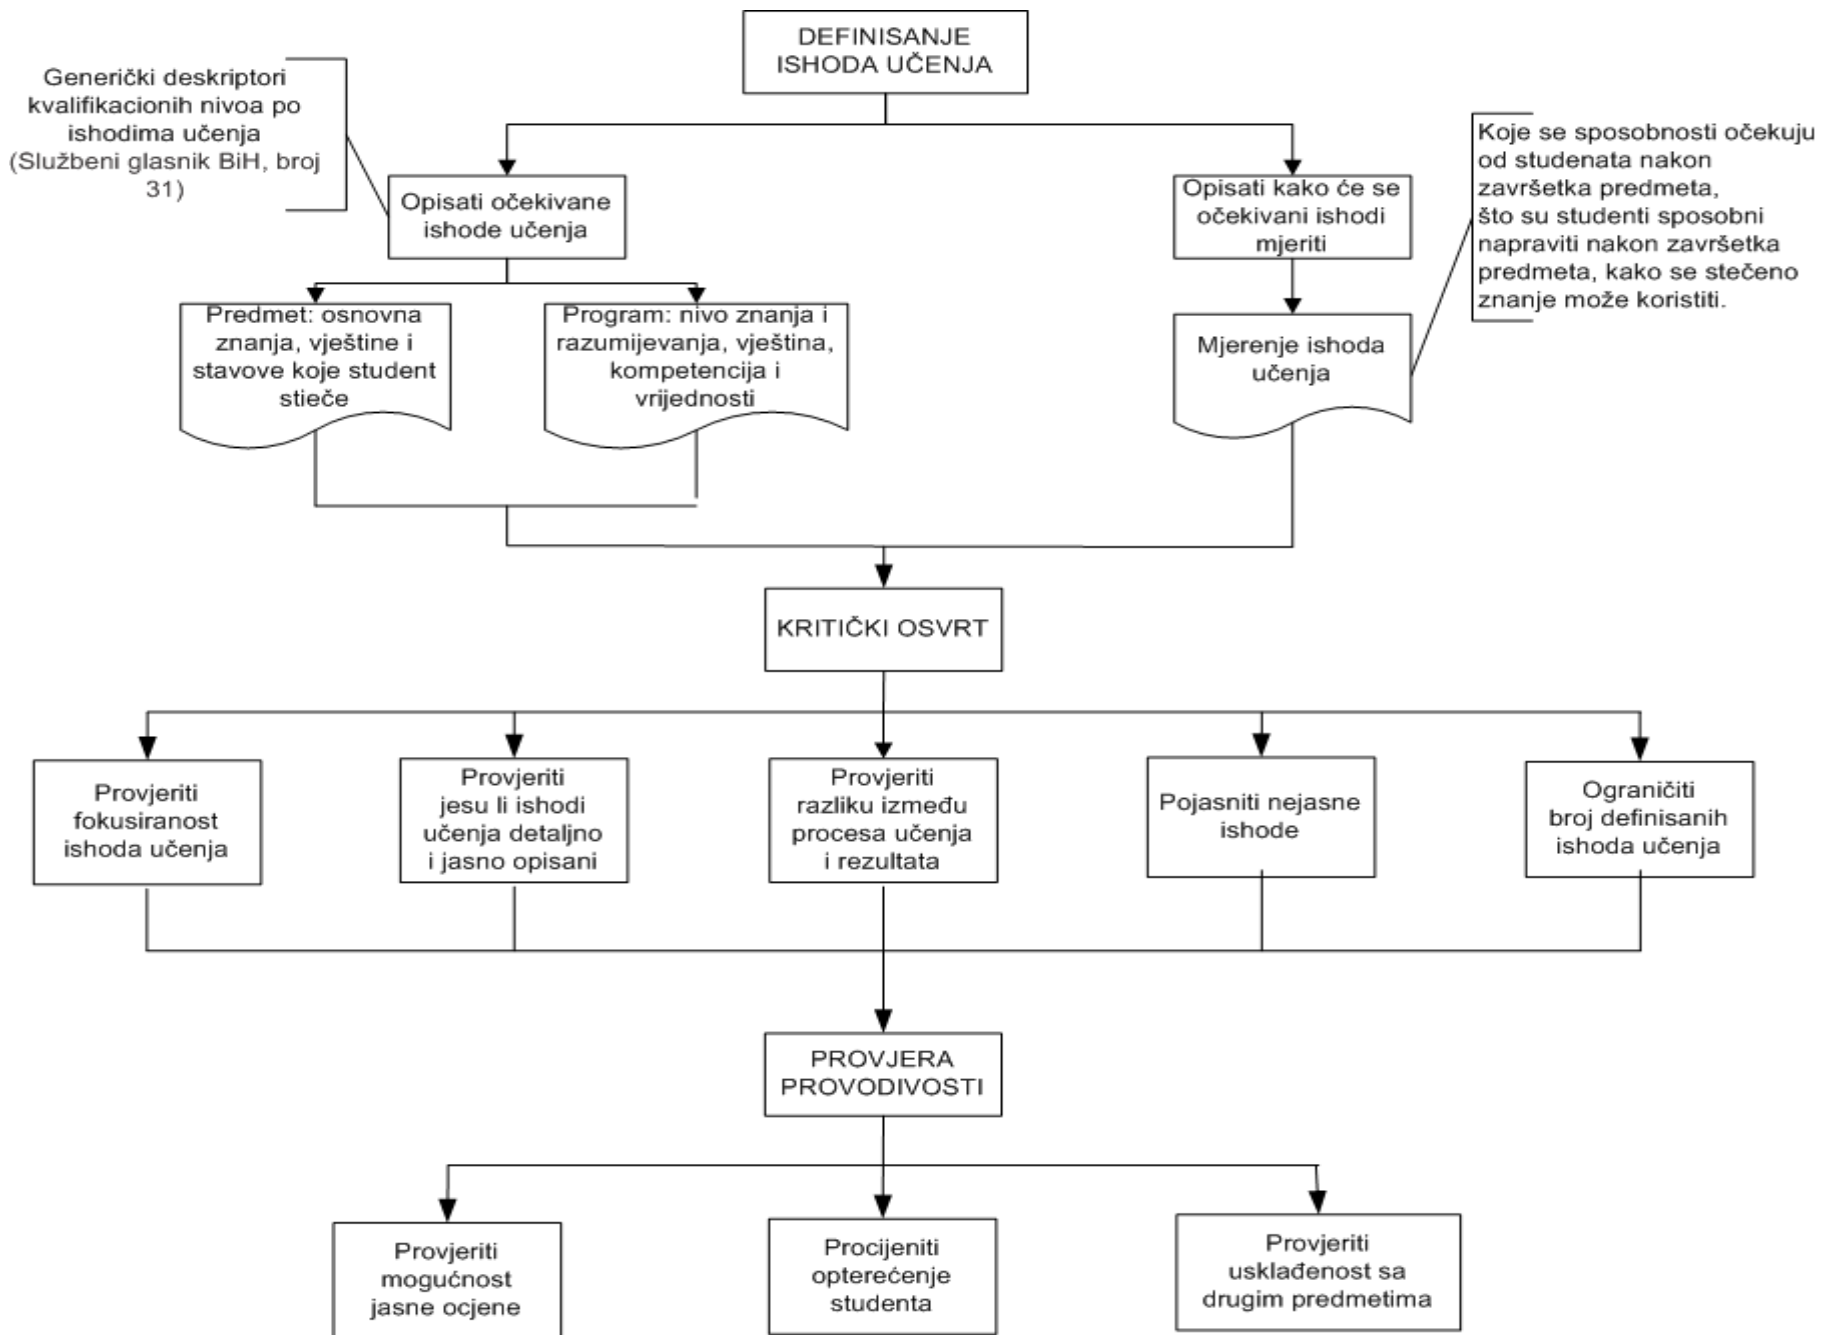 DEFINISANJE
ISHODA UČENJA
Generički deskriptori
kvalifikacionih nivoa po
ishodima učenja
(Službeni glasnik BiH, broj
31)
Koje se sposobnosti očekuju
od studenata nakon
završetka predmeta,
što su studenti sposobni
napraviti nakon završetka
predmeta, kako se stečeno
znanje može koristiti.
Opisati očekivane
ishode učenja
Opisati kako će se
očekivani ishodi
mjeriti
Predmet: osnovna
znanja, vještine i
stavove koje student
stieče
Program: nivo znanja i
razumijevanja, vještina,
kompetencija i
vrijednosti
Mjerenje ishoda
učenja
KRITIČKI OSVRT
Provjeriti
fokusiranost
ishoda učenja
Provjeriti
jesu li ishodi
učenja detaljno
i jasno opisani
Provjeriti
razliku između
procesa učenja
i rezultata
Pojasniti nejasne
ishode
Ograničiti
broj definisanih
ishoda učenja
PROVJERA
PROVODIVOSTI
Provjeriti
mogućnost
jasne ocjene
Procijeniti
opterećenje
studenta
Provjeriti
usklađenost sa
drugim predmetima